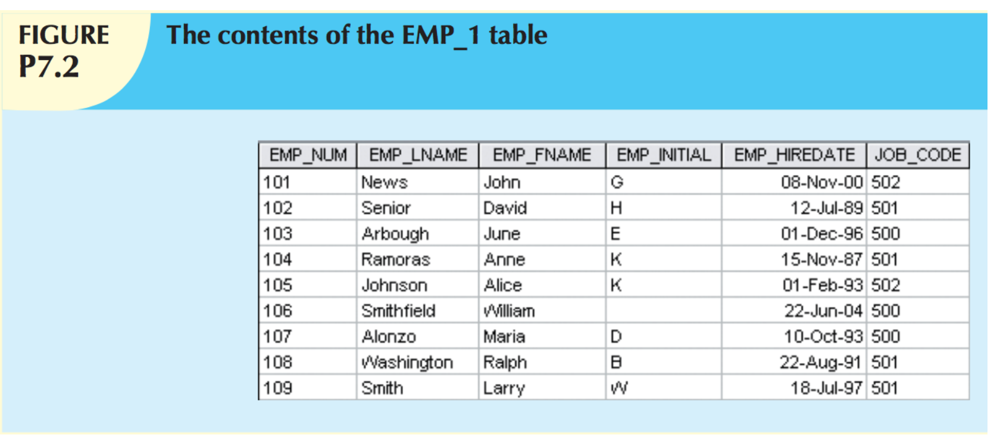 FIGURE P7.2
The contents of the EMP_1 table
EMP_NUM EMP_LNAME EMP_FNAME EMP_INITIAL EMP_HIREDATE JOB_CODE
101 News John G 08-Nov-00 502
102 Senior David H 12-Jul-89 501
103 Arbough June E 01-Dec-96 500
104 Ramoras Anne K 15-Nov-87 501
105 Johnson Alice K 01-Feb-93 502
106 Smithfield William 22-Jun-04 500
107 Alonzo Maria D 10-Oct-93 500
108 Washington Ralph B 22-Aug-91 501
109 Smith Larry W 18-Jul-97 501